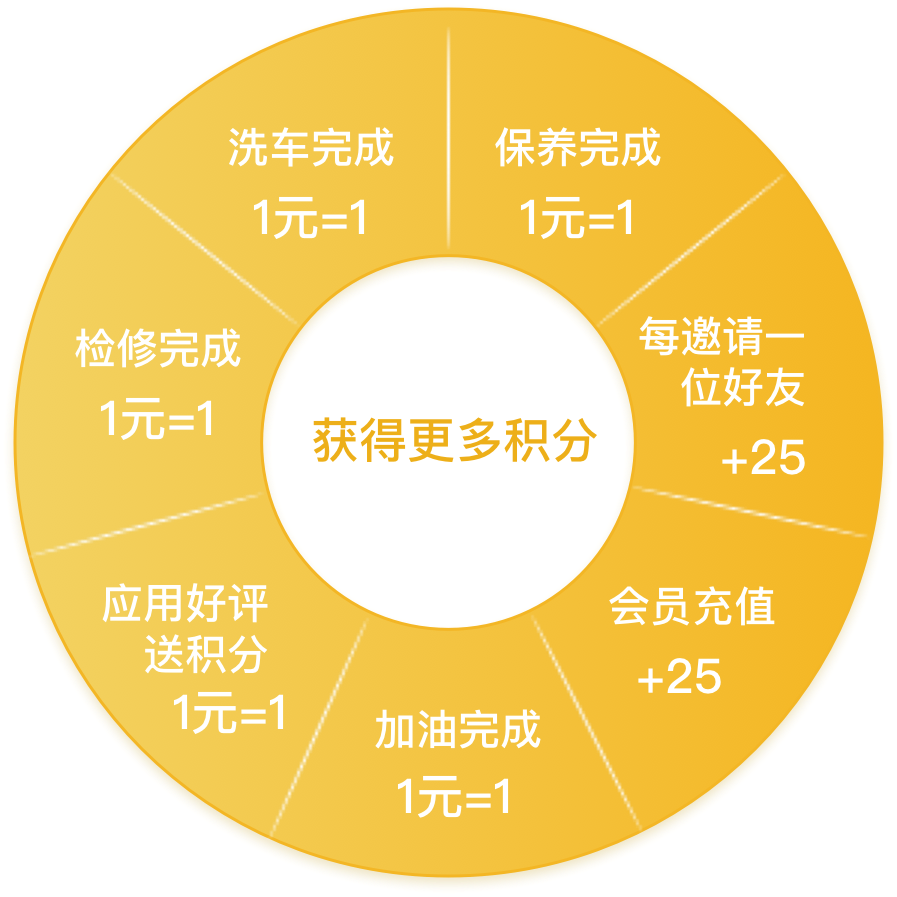 洗车完成
1元=1
保养完成
1元=1
每邀请一
位好友
+25
会员充值
+25
加油完成
1元=1
应用好评
送积分
1元=1
检修完成
1元=1
获得更多积分